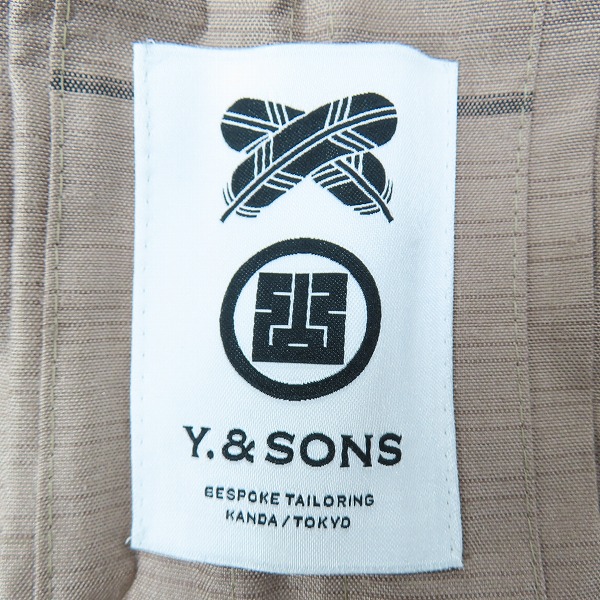 Y. & SONS
BESPOKE TAILORING
KANDA / TOKYO